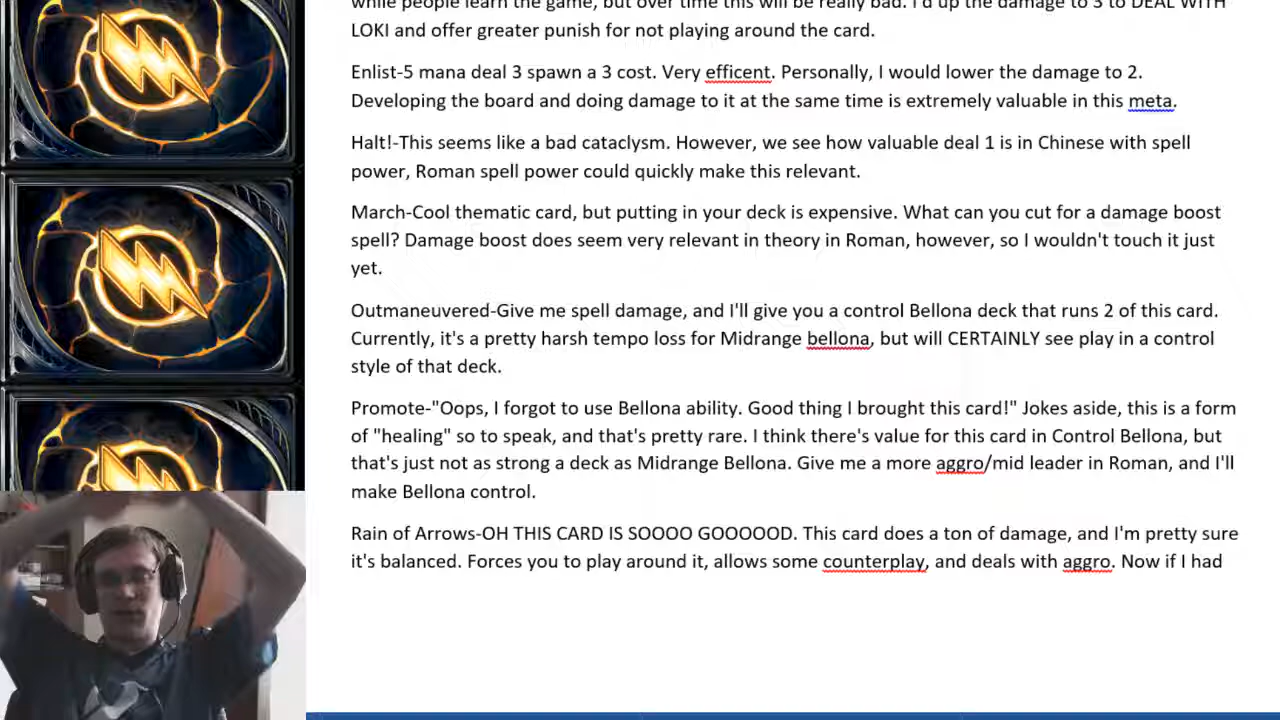 while people learn the game, but over time this will be really bad. I'd up the damage to 3 to DEAL WITH
LOKI and offer greater punish for not playing around the card.
Enlist-5 mana deal 3 spawn a 3 cost. Very efficent. Personally, I would lower the damage to 2.
Developing the board and doing damage to it at the same time is extremely valuable in this meta.
Halt!-This seems like a bad cataclysm. However, we see how valuable deal 1 is in Chinese with spell
power, Roman spell power could quickly make this relevant.
March-Cool thematic card, but putting in your deck is expensive. What can you cut for a damage boost
spell? Damage boost does seem very relevant in theory in Roman, however, so I wouldn't touch it just
yet.
Outmaneuvered-Give me spell damage, and I'll give you a control Bellona deck that runs 2 of this card.
Currently, it's a pretty harsh tempo loss for Midrange bellona, but will CERTAINLY see play in a control
style of that deck.
Promote-"Oops, I forgot to use Bellona ability. Good thing I brought this card!" Jokes aside, this is a form
of "healing" so to speak, and that's pretty rare. I think there's value for this card in Control Bellona, but
that's just not as strong a deck as Midrange Bellona. Give me a more aggro/mid leader in Roman, and I'll
make Bellona control.
Rain of Arrows-OH THIS CARD IS SOOOO GOOOOOD. This card does a ton of damage, and I'm pretty sure
it's balanced. Forces you to play around it, allows some counterplay, and deals with aggro. Now if I had